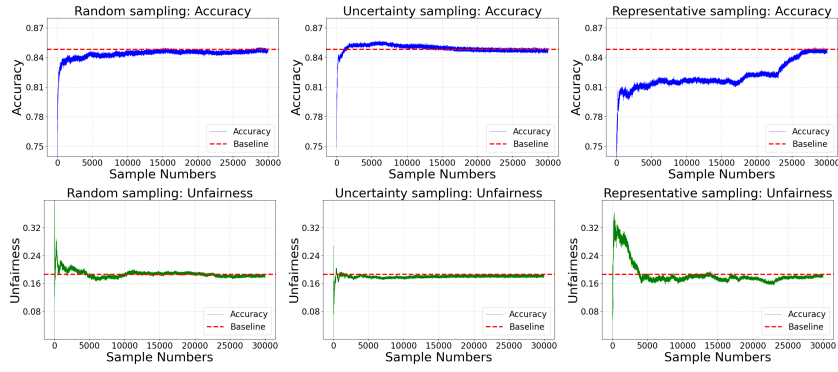 Random sampling: Accuracy
0.87
0.84
0.81
0.78
0.75
Accuracy
Accuracy
Baseline
0 5000 10000 15000 20000 25000 30000
Sample Numbers
Uncertainty sampling: Accuracy
0.87
0.84
0.81
0.78
0.75
Accuracy
Accuracy
Baseline
0 5000 10000 15000 20000 25000 30000
Sample Numbers
Representative sampling: Accuracy
0.87
0.84
0.81
0.78
0.75
Accuracy
Accuracy
Baseline
0 5000 10000 15000 20000 25000 30000
Sample Numbers
Random sampling: Unfairness
0.32
0.24
0.16
0.08
Unfairness
Accuracy
Baseline
0 5000 10000 15000 20000 25000 30000
Sample Numbers
Uncertainty sampling: Unfairness
0.32
0.24
0.16
0.08
Unfairness
Accuracy
Baseline
0 5000 10000 15000 20000 25000 30000
Sample Numbers
Representative sampling: Unfairness
0.32
0.24
0.16
0.08
Unfairness
Accuracy
Baseline
0 5000 10000 15000 20000 25000 30000
Sample Numbers